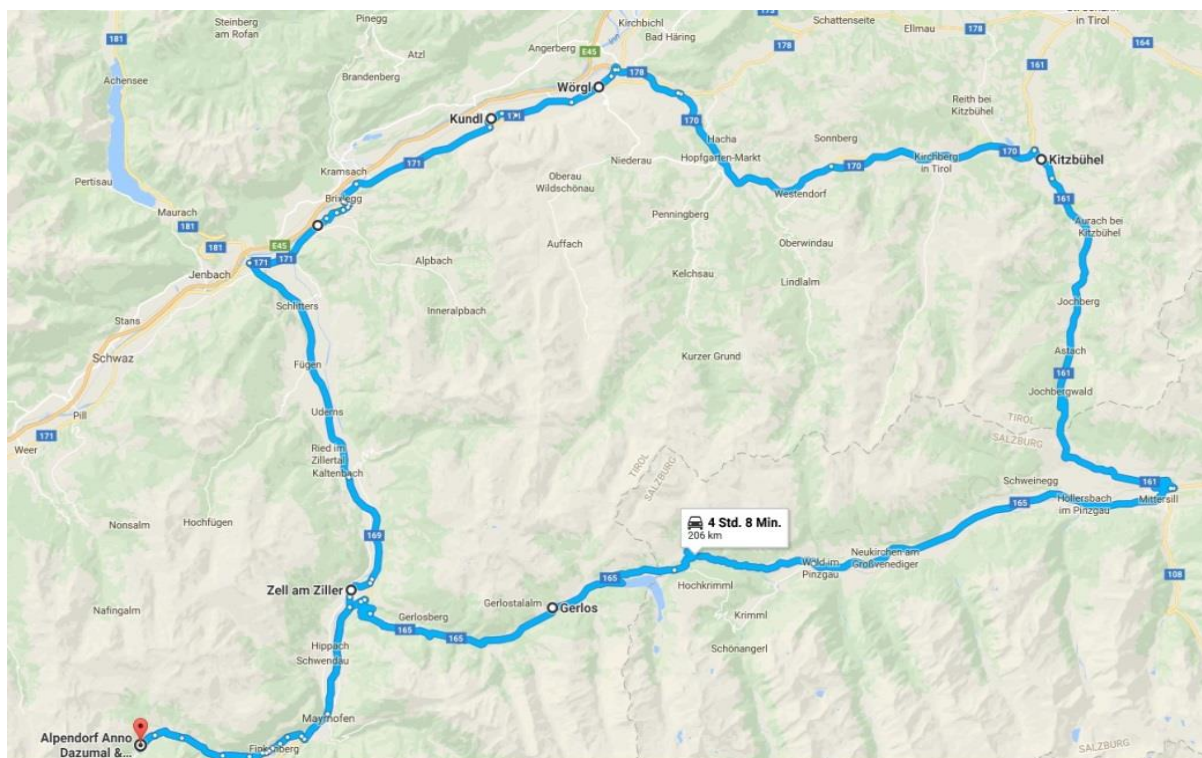 Steinberg
am Rofan
Pinegg
Kirchbichl
Schattenseite
Ellmau
178
in Tirol
181
Atzl
Angerberg
E45
Bad Häring
178
164
Achensee
Brandenberg
Wörgl
178
161
Kundl
171
170
Reith bei
Kitzbühel
Hacha
Sonnberg
Kramsach
171
Niederau
Hopfgarten-Markt
170
Kirchberg
in Tirol
170
Kitzbühel
Pertisau
Oberau
Wildschönau
Westendorf
161
Maurach
Brixlegg
Penningberg
Aurach bei
Kitzbühel
181
181
E45
Auffach
Oberwindau
Jenbach
171
171
Alpbach
Kelchsau
Lindlalm
Jochberg
Stans
Schlitters
Inneralpbach
Schwaz
Kurzer Grund
Astach
161
Fügen
Jochbergwald
Pill
Uderns
171
Weer
TIROL
SALZBURG
Ried im
Zillertal
Kaltenbach
TIROL
SALZBURG
Schweinegg
161
Hochfügen
165
Hollersbach
im Pinzgau
Mittersill
Nonsalm
4 Std. 8 Min.
206 km
169
Neukirchen am
Großvenediger
Wald im
Pinzgau
108
Zell am Ziller
165
Hochkrimml
Nafingalm
Gerlostalalm
Gerlos
Gerlosberg
Krimml
165
165
Hippach
Schwendau
Schönangerl
Mayrhofen
Alpendorf Anno
Dazumal &...
Finkenberg
SALZBURG